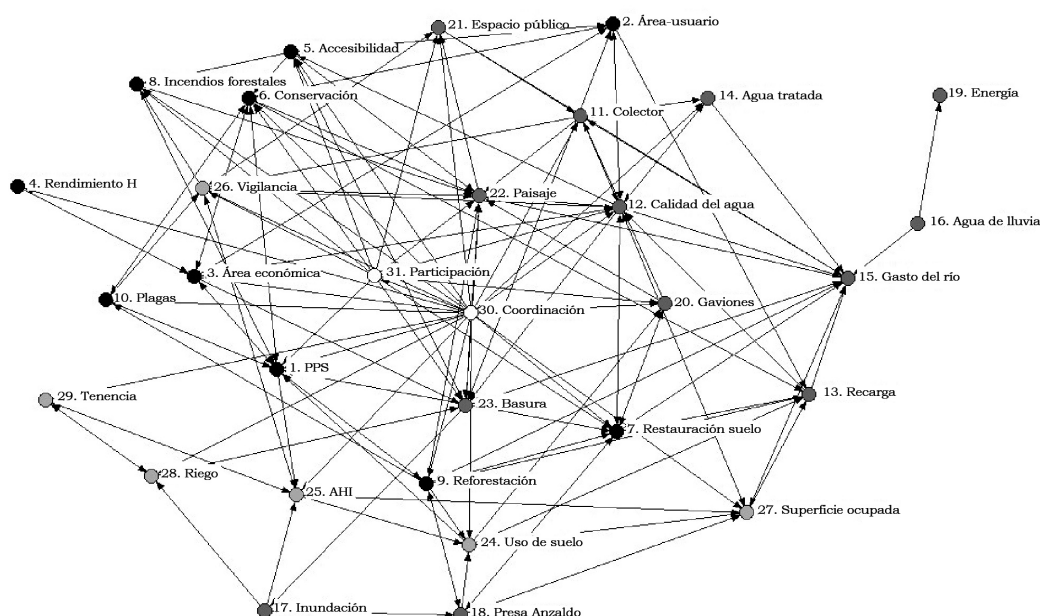 21. Espacio público
2. Área-usuario
5. Accesibilidad
8. Incendios forestales
6. Conservación
14. Agua tratada
19. Energía
11. Colector
4. Rendimiento H
26. Vigilancia
22. Paisaje
12. Calidad del agua
16. Agua de lluvia
3. Área económica
31. Participación
15. Gasto del río
10. Plagas
30. Coordinación
20. Gaviones
1. PPS
29. Tenencia
23. Basura
13. Recarga
7. Restauración suelo
28. Riego
25. AHI
9. Reforestación
27. Superficie ocupada
24. Uso de suelo
17. Inundación
18. Presa Anzaldo